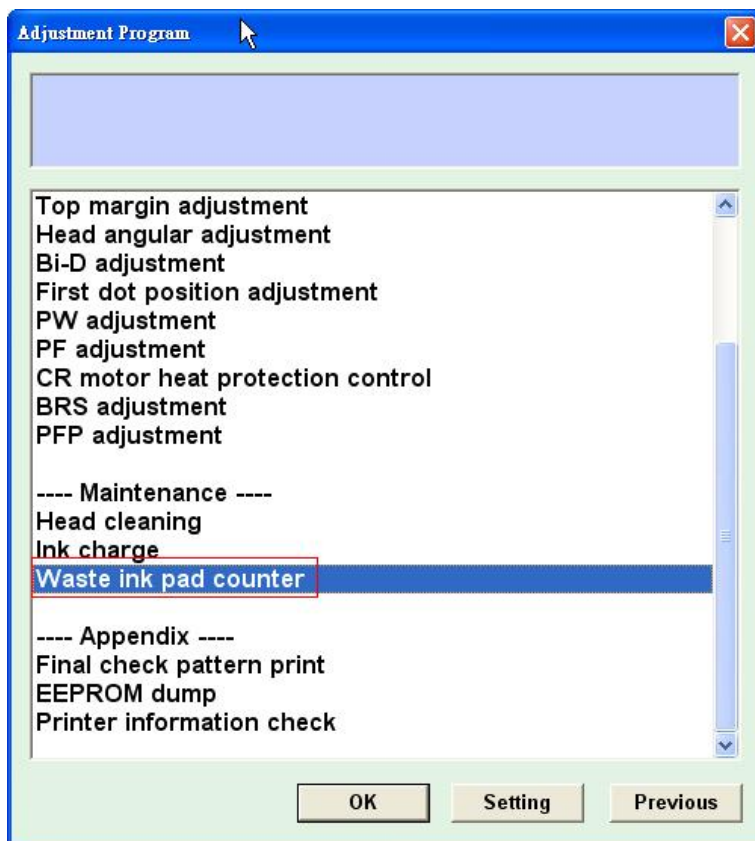 Adjustment Program
Top margin adjustment
Head angular adjustment
Bi-D adjustment
First dot position adjustment
PW adjustment
PF adjustment
CR motor heat protection control
BRS adjustment
PFP adjustment
---- Maintenance ----
Head cleaning
Ink charge
Waste ink pad counter
---- Appendix ----
Final check pattern print
EEPROM dump
Printer information check
OK Setting Previous